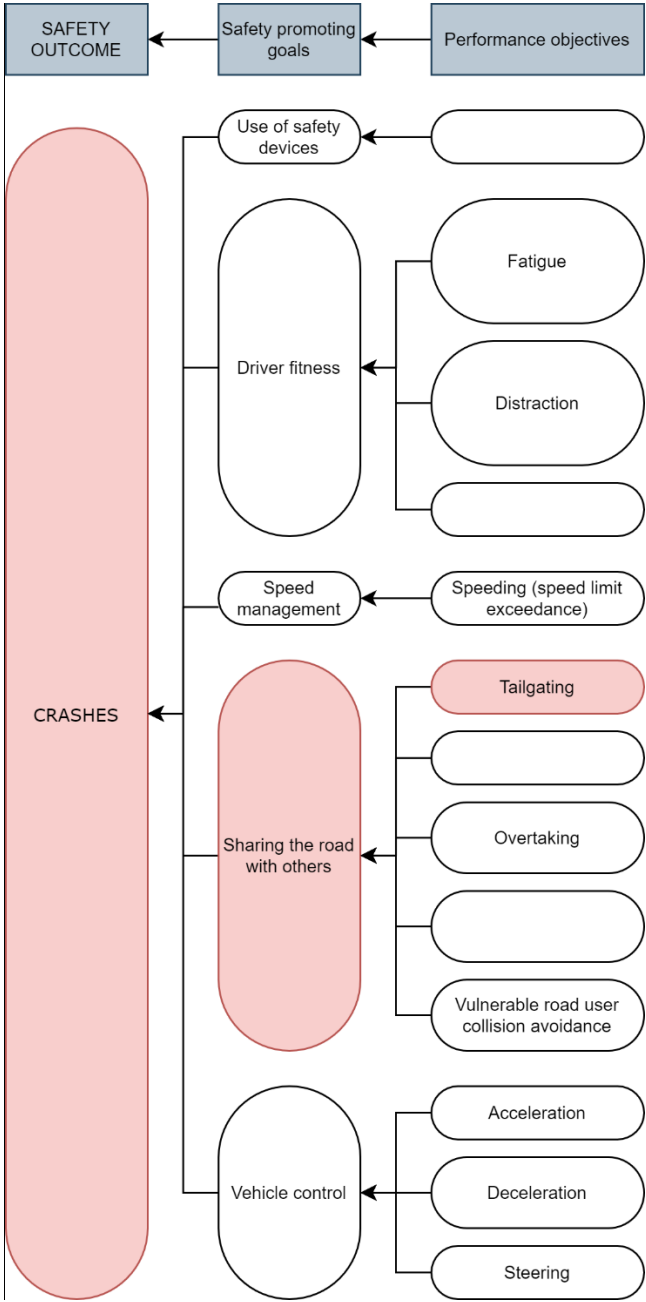 SAFETY
OUTCOME
Safety promoting
goals
Performance objectives
Use of safety
devices
Fatigue
Driver fitness
Distraction
Speed
management
Speeding (speed limit
exceedance)
CRASHES
Tailgating
Sharing the road
with others
Overtaking
Vulnerable road user
collision avoidance
Vehicle control
Acceleration
Deceleration
Steering